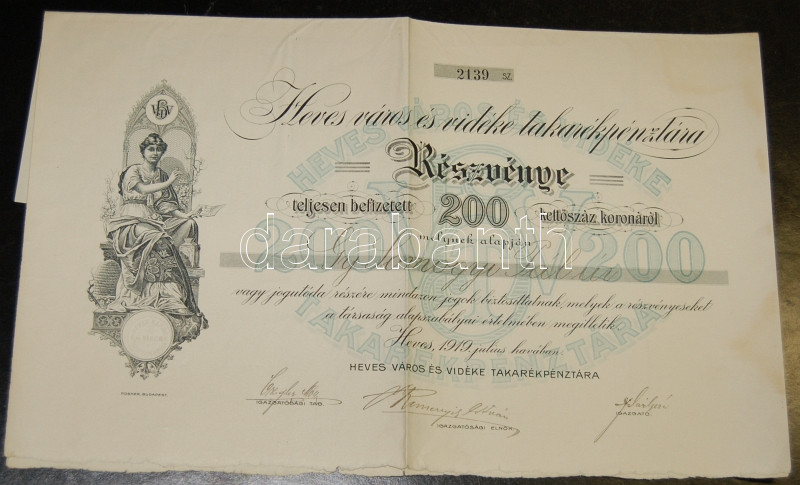 2139 SZ.
Heves város és vidéke takarékpénztára
HEVES VÁROS ÉS VIDÉKE
Részvénye
teljesen befizetett 200 kettőszáz koronáról
200 200
melynek alapján
darabanth
vagy jogutóda részére mindazon jogok biztosíttatnak, melyek a részvényeseket
a társaság alapszabályai értelmében megilletik.
TAKARÉKPÉNZTÁRA
Heves, 1919. július havában
HEVES VÁROS ÉS VIDÉKE TAKARÉKPÉNZTÁRA
IGAZGATÓSÁGI TAG.
IGAZGATÓSÁGI ELNÖK.
IGAZGATÓ.